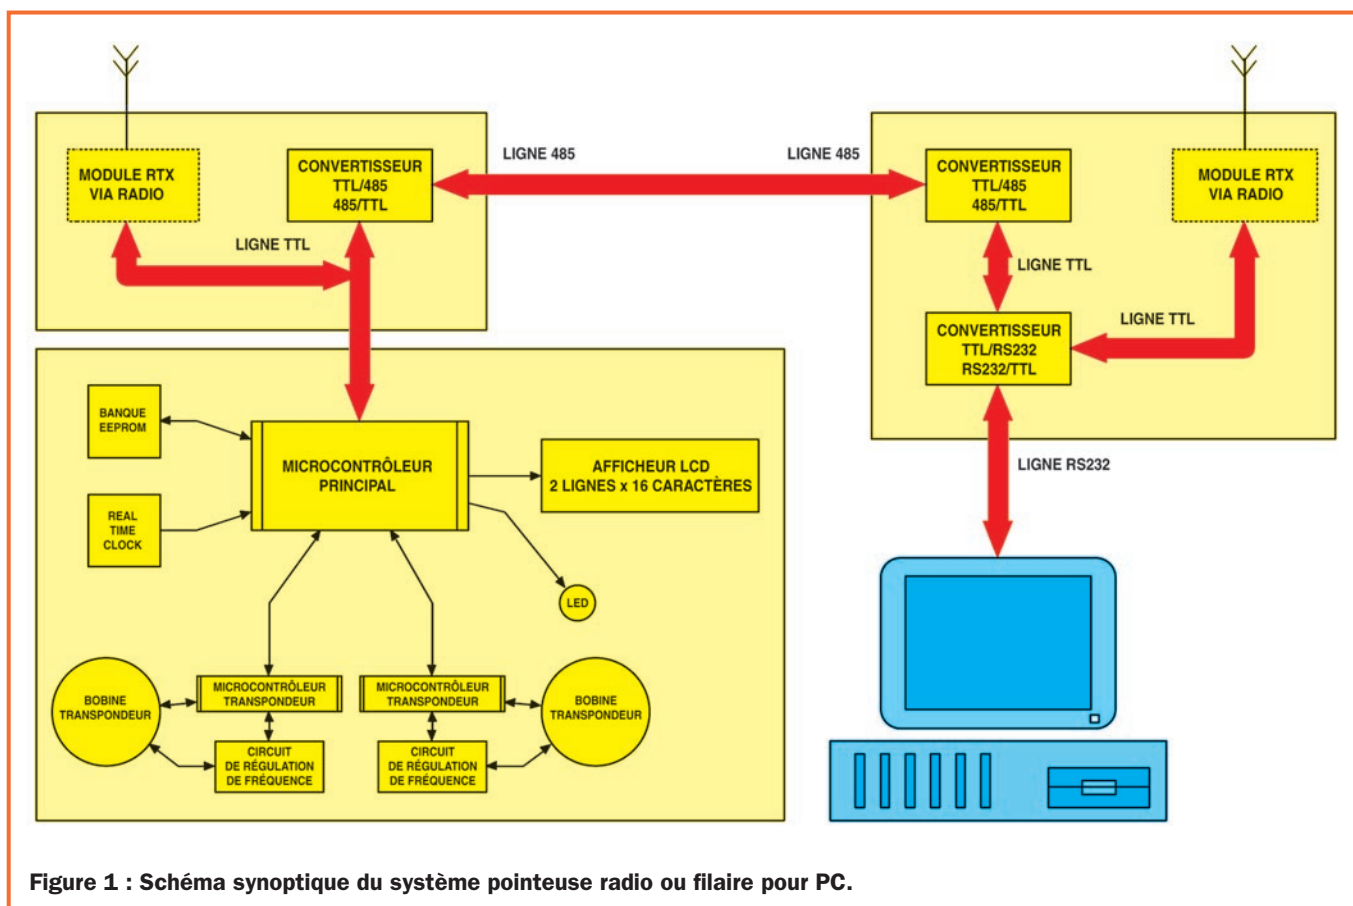 MODULE RTX
VIA RADIO
CONVERTISSEUR
TTL/485
485/TTL
LIGNE TTL
LIGNE 485
LIGNE 485
CONVERTISSEUR
TTL/485
485/TTL
MODULE RTX
VIA RADIO
LIGNE TTL
CONVERTISSEUR
TTL/RS232
RS232/TTL
LIGNE TTL
LIGNE RS232
BANQUE
EEPROM
REAL
TIME
CLOCK
MICROCONTRÔLEUR
PRINCIPAL
AFFICHEUR LCD
2 LIGNES x 16 CARACTÈRES
LED
BOBINE
TRANSPONDEUR
MICROCONTRÔLEUR
TRANSPONDEUR
CIRCUIT
DE RÉGULATION
DE FRÉQUENCE
MICROCONTRÔLEUR
TRANSPONDEUR
CIRCUIT
DE RÉGULATION
DE FRÉQUENCE
BOBINE
TRANSPONDEUR
Figure 1 : Schéma synoptique du système pointeuse radio ou filaire pour PC.